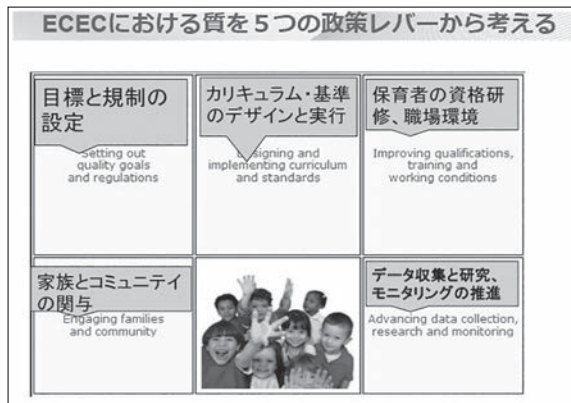 ECECにおける質を５つの政策レバーから考える
目標と規制の
設定
Setting out
quality goals
and regulations
カリキュラム・基準
のデザインと実行
Designing and
implementing curriculum
and standards
保育者の資格研
修、職場環境
Improving qualifications,
training and
working conditions
家族とコミュニテイ
の関与
Engaging families
and community
データ収集と研究、
モニタリングの推進
Advancing data collection,
research and monitoring